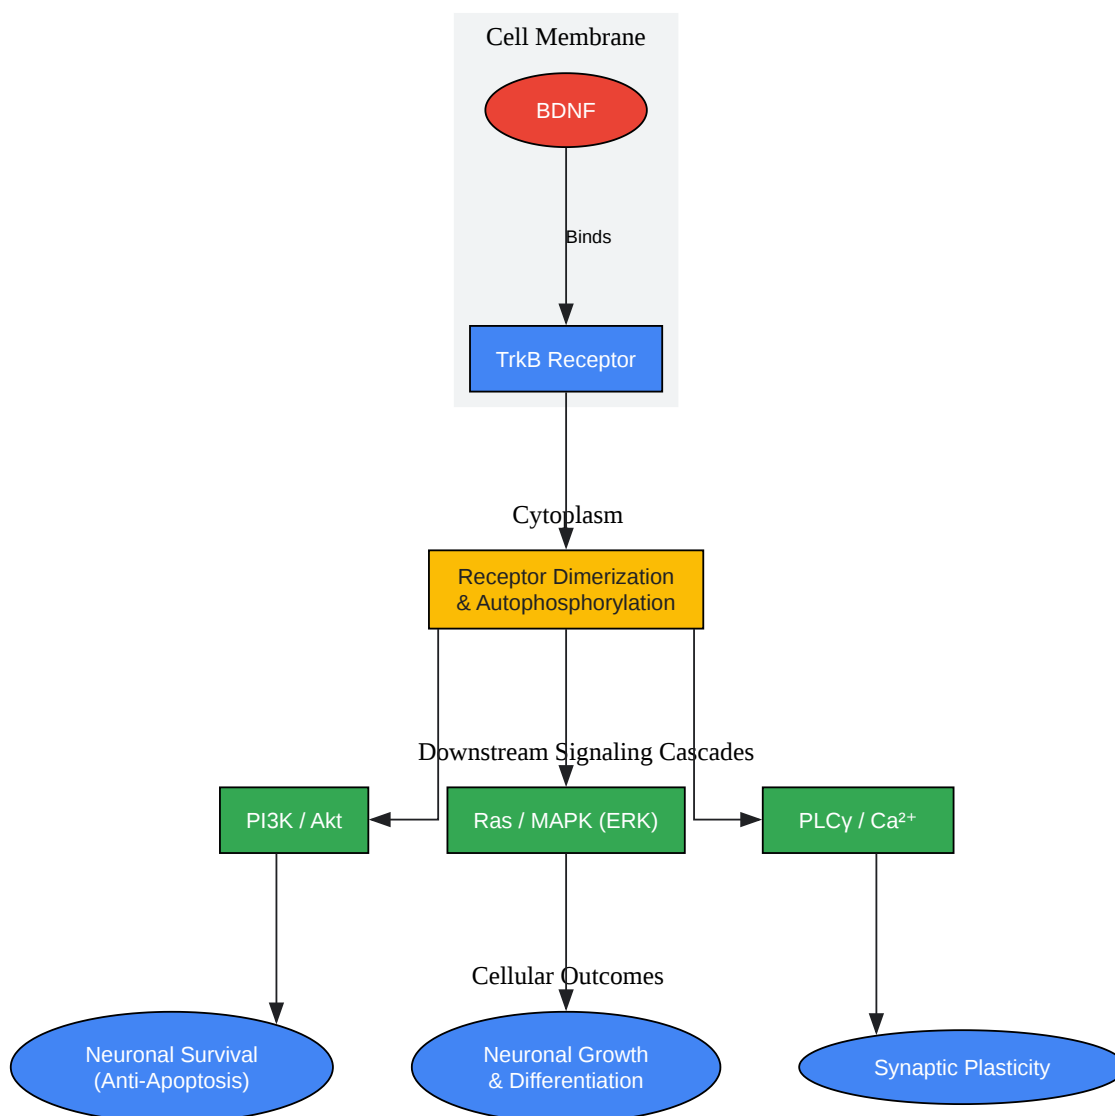 Cell Membrane
BDNF
Binds
TrkB Receptor
Cytoplasm
Receptor Dimerization
& Autophosphorylation
Downstream Signaling Cascades
PI3K / Akt
Ras / MAPK (ERK)
PLCγ / Ca²⁺
Cellular Outcomes
Neuronal Survival
(Anti-Apoptosis)
Neuronal Growth
& Differentiation
Synaptic Plasticity